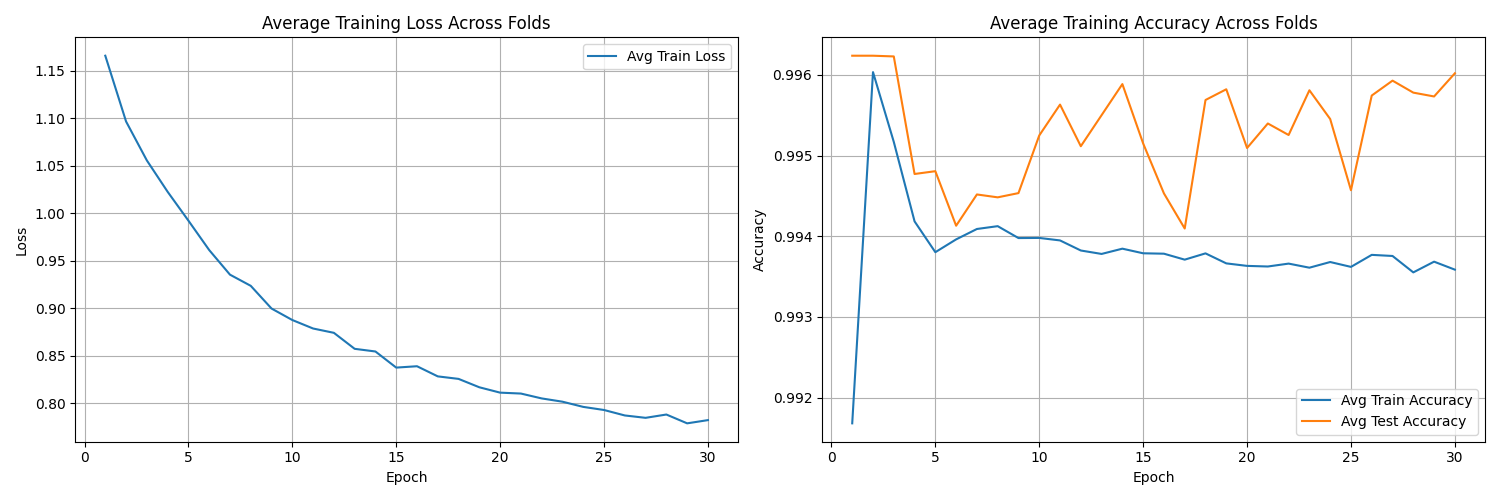 Average Training Loss Across Folds
Avg Train Loss
1.15
1.10
1.05
1.00
0.95
0.90
0.85
0.80
Loss
0 5 10 15 20 25 30
Epoch
Average Training Accuracy Across Folds
0.996
0.995
0.994
0.993
0.992
Accuracy
Avg Train Accuracy
Avg Test Accuracy
0 5 10 15 20 25 30
Epoch